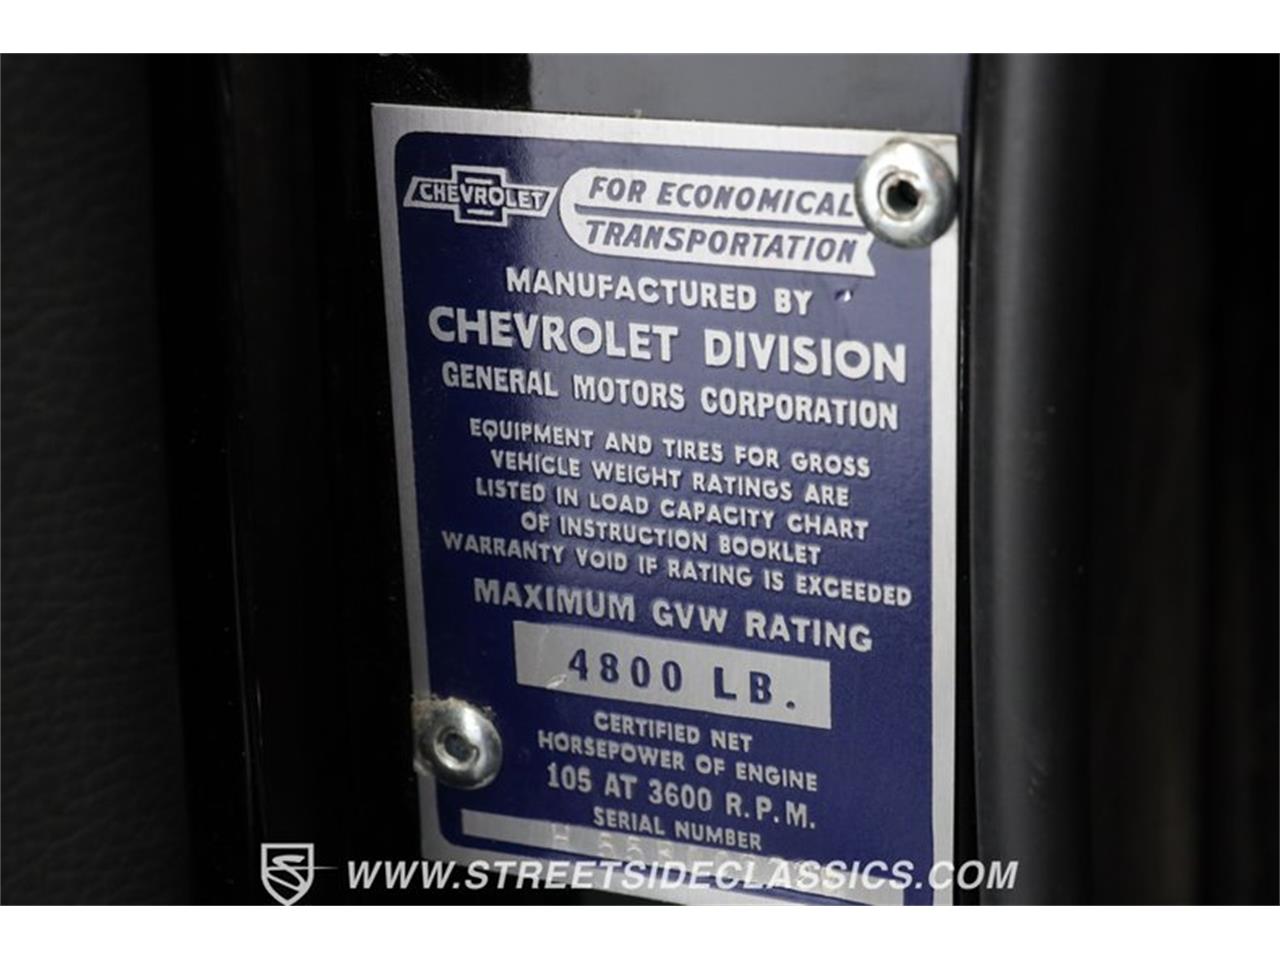 CHEVROLET
FOR ECONOMICAL
TRANSPORTATION
MANUFACTURED BY
CHEVROLET DIVISION
GENERAL MOTORS CORPORATION
EQUIPMENT AND TIRES FOR GROSS
VEHICLE WEIGHT RATINGS ARE
LISTED IN LOAD CAPACITY CHART
OF INSTRUCTION BOOKLET
WARRANTY VOID IF RATING IS EXCEEDED
MAXIMUM GVW RATING
4800 LB.
CERTIFIED NET
HORSEPOWER OF ENGINE
105 AT 3600 R.P.M.
SERIAL NUMBER
WWW.STREETSIDECLASSICS.COM